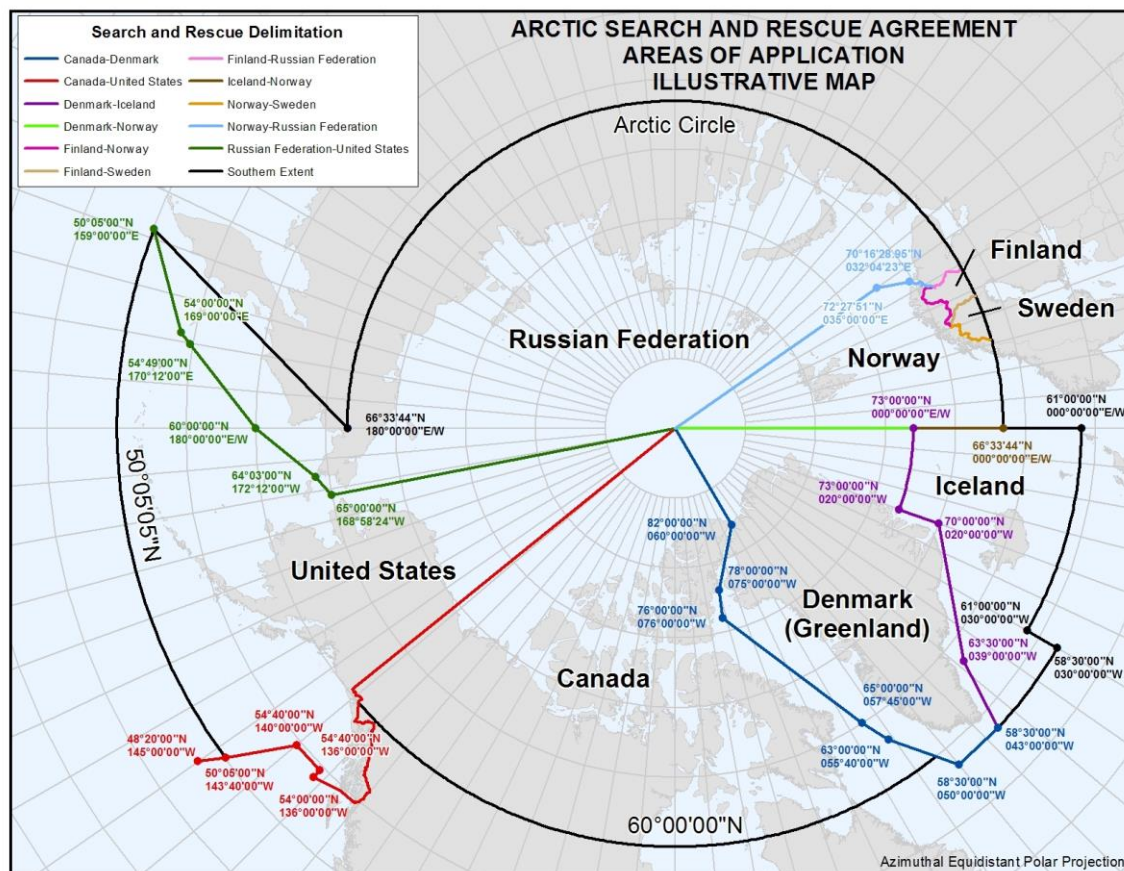 ARCTIC SEARCH AND RESCUE AGREEMENT
AREAS OF APPLICATION
ILLUSTRATIVE MAP
Search and Rescue Delimitation
Canada-Denmark
Canada-United States
Denmark-Iceland
Denmark-Norway
Finland-Norway
Finland-Sweden
Finland-Russian Federation
Iceland-Norway
Norway-Sweden
Norway-Russian Federation
Russian Federation-United States
Southern Extent
Arctic Circle
50°05'00"N
159°00'00"E
54°00'00"N
169°00'00"E
54°49'00"N
170°12'00"E
60°00'00"N
180°00'00"E/W
64°03'00"N
172°12'00"W
65°00'00"N
168°58'24"W
66°33'44"N
180°00'00"E/W
50°05'05"N
70°16'28.95"N
032°04'23"E
72°27'51"N
035°00'00"E
Finland
Sweden
Norway
Russian Federation
73°00'00"N
000°00'00"E/W
61°00'00"N
000°00'00"E/W
66°33'44"N
000°00'00"E/W
73°00'00"N
020°00'00"W
Iceland
70°00'00"N
020°00'00"W
82°00'00"N
060°00'00"W
United States
78°00'00"N
075°00'00"W
76°00'00"N
076°00'00"W
Denmark
(Greenland)
61°00'00"N
030°00'00"W
63°30'00"N
039°00'00"W
58°30'00"N
030°00'00"W
Canada
65°00'00"N
057°45'00"W
63°00'00"N
055°40'00"W
58°30'00"N
043°00'00"W
58°30'00"N
050°00'00"W
48°20'00"N
145°00'00"W
50°05'00"N
143°40'00"W
54°40'00"N
140°00'00"W
54°40'00"N
136°00'00"W
54°00'00"N
136°00'00"W
60°00'00"N
Azimuthal Equidistant Polar Projection